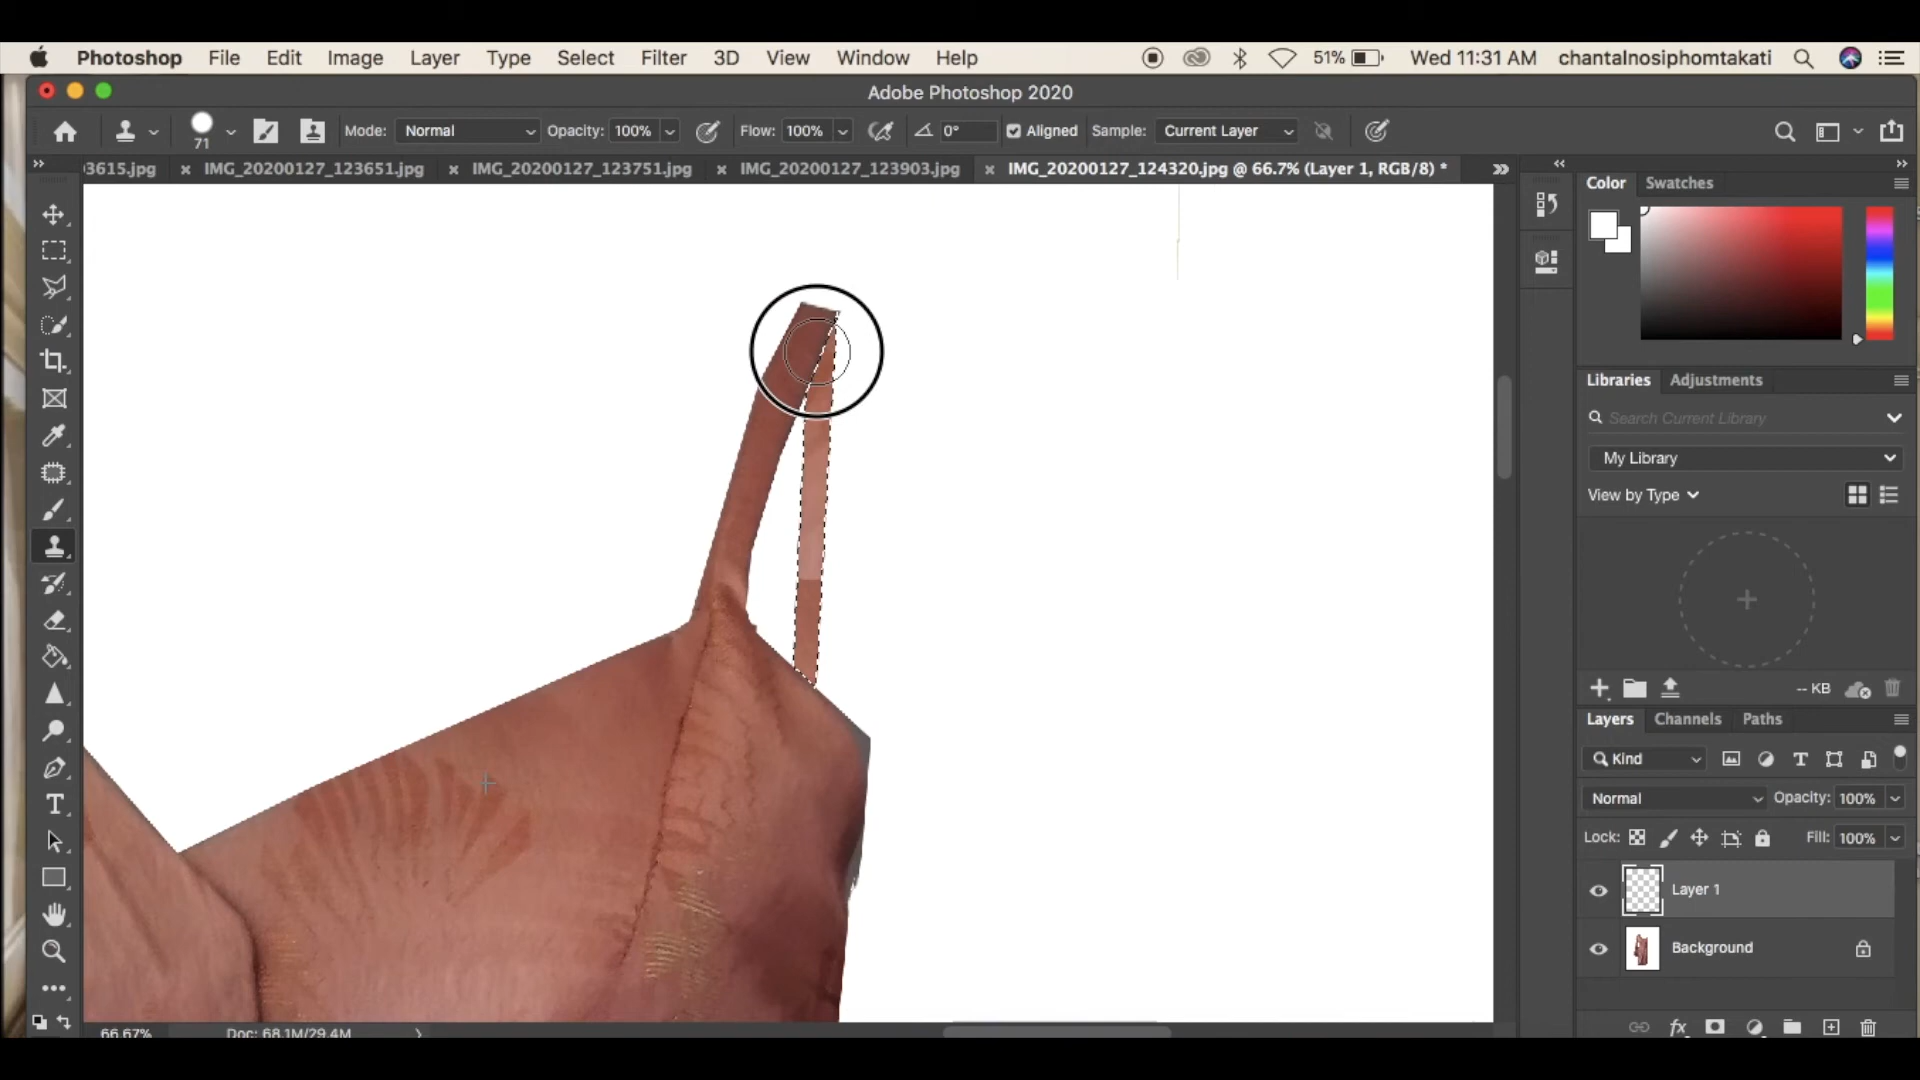 Photoshop File Edit Image Layer Type Select Filter 3D View Window Help 51% Wed 11:31 AM chantalnosiphomtakati
Adobe Photoshop 2020
71 Mode: Normal Opacity: 100% Flow: 100% 0° Aligned Sample: Current Layer
03615.jpg IMG_20200127_123651.jpg IMG_20200127_123751.jpg IMG_20200127_123903.jpg IMG_20200127_124320.jpg @ 66.7% (Layer 1, RGB/8) *
Color Swatches
Libraries Adjustments
Search Current Library
My Library
View by Type
-- KB
Layers Channels Paths
Kind
Normal Opacity: 100%
Lock: Fill: 100%
Layer 1
Background
66.67% Doc: 68.1M/29.4M